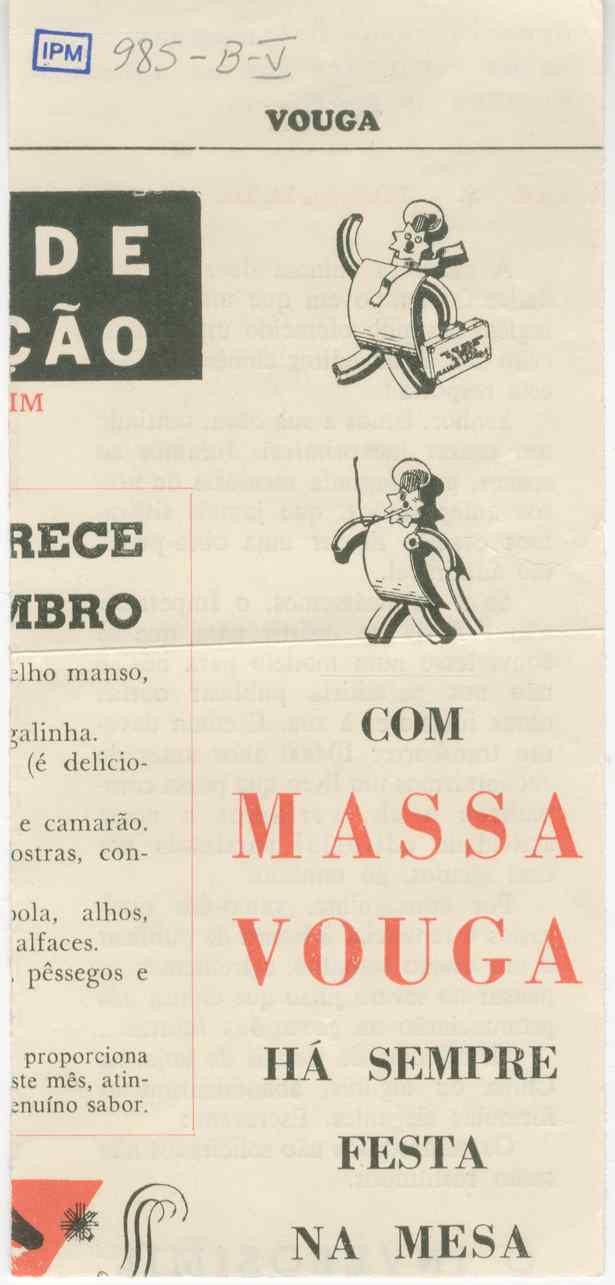 IPM 985-B-V
VOUGA
DE
ÇÃO
IM
RECE
MBRO
elho manso,
galinha.
(é delicio-
e camarão.
ostras, con-
bola, alhos,
alfaces.
pêssegos e
proporciona
ste mês, atin-
enuíno sabor.
COM
MASSA
VOUGA
HÁ SEMPRE
FESTA
NA MESA